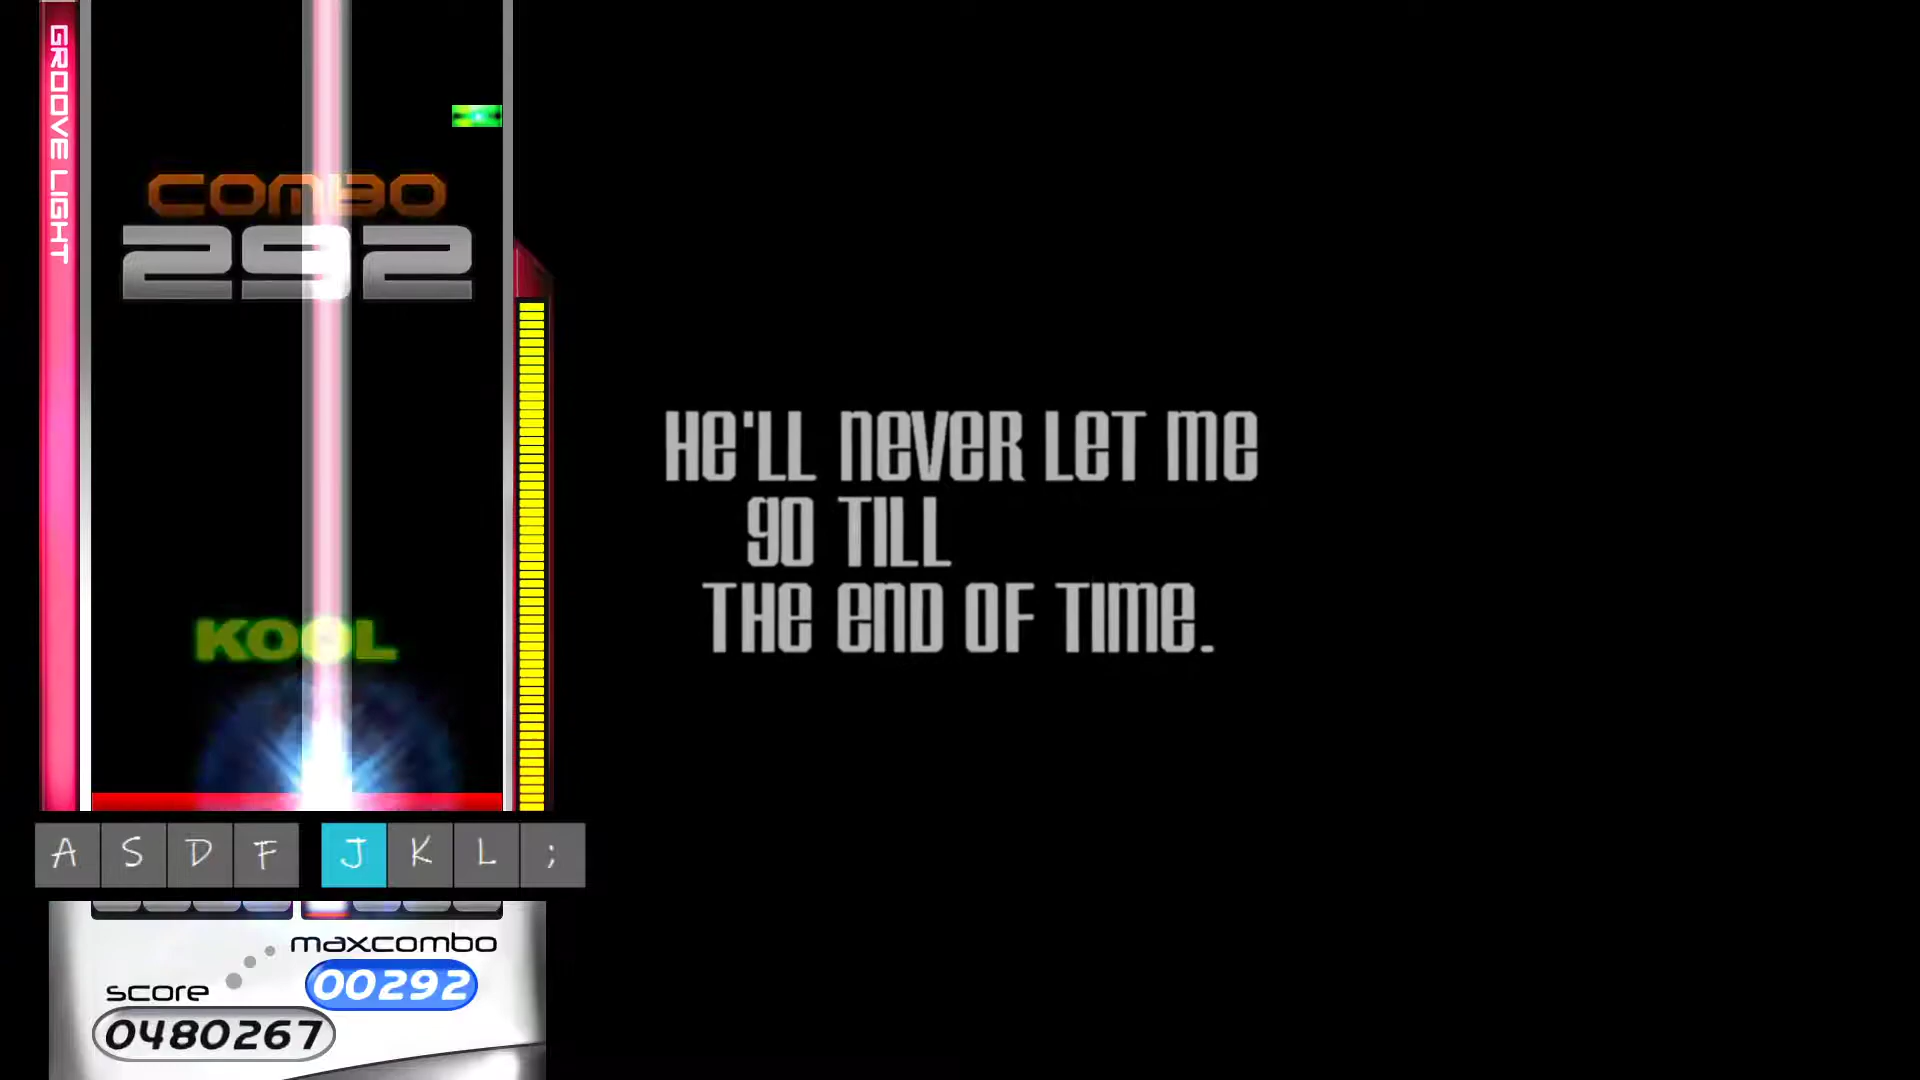 GROOVE LIGHT
COMBO
292
KOOL
HE'LL NEVER LET ME
GO TILL
THE END OF TIME.
A S D F J K L ;
maxcombo
00292
score
0480267